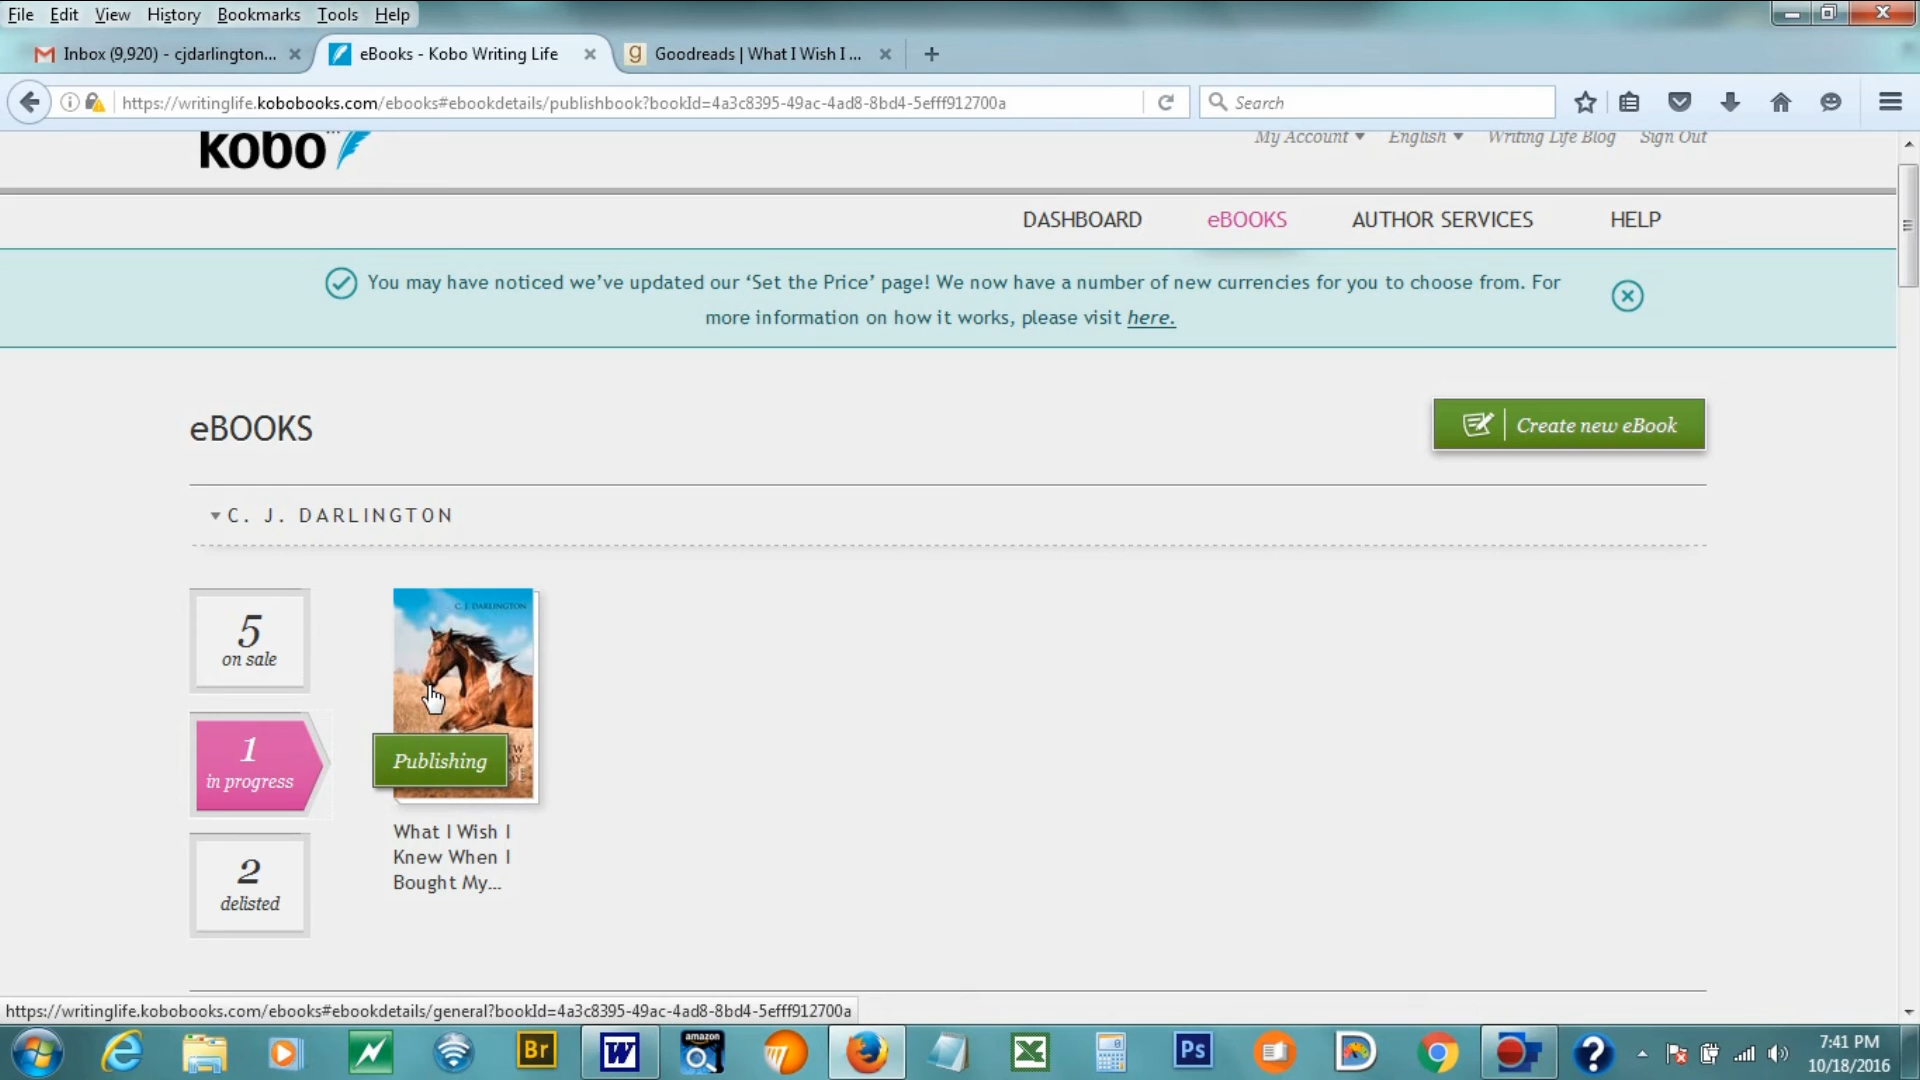 File Edit View History Bookmarks Tools Help
Inbox (9,920) - cjdarlington...
eBooks - Kobo Writing Life
Goodreads | What I Wish I ...
https://writinglife.kobobooks.com/ebooks#ebookdetails/publishbook?bookId=4a3c8395-49ac-4ad8-8bd4-5efff912700a
Search
kobo
My Account English Writing Life Blog Sign Out
DASHBOARD eBOOKS AUTHOR SERVICES HELP
You may have noticed we’ve updated our ‘Set the Price’ page! We now have a number of new currencies for you to choose from. For
more information on how it works, please visit here.
eBOOKS
Create new eBook
C. J. DARLINGTON
5
on sale
1
in progress
2
delisted
C. J. DARLINGTON
Publishing
What I Wish I
Knew When I
Bought My...
https://writinglife.kobobooks.com/ebooks#ebookdetails/general?bookId=4a3c8395-49ac-4ad8-8bd4-5efff912700a
Br
W
amazon
Ps
7:41 PM
10/18/2016